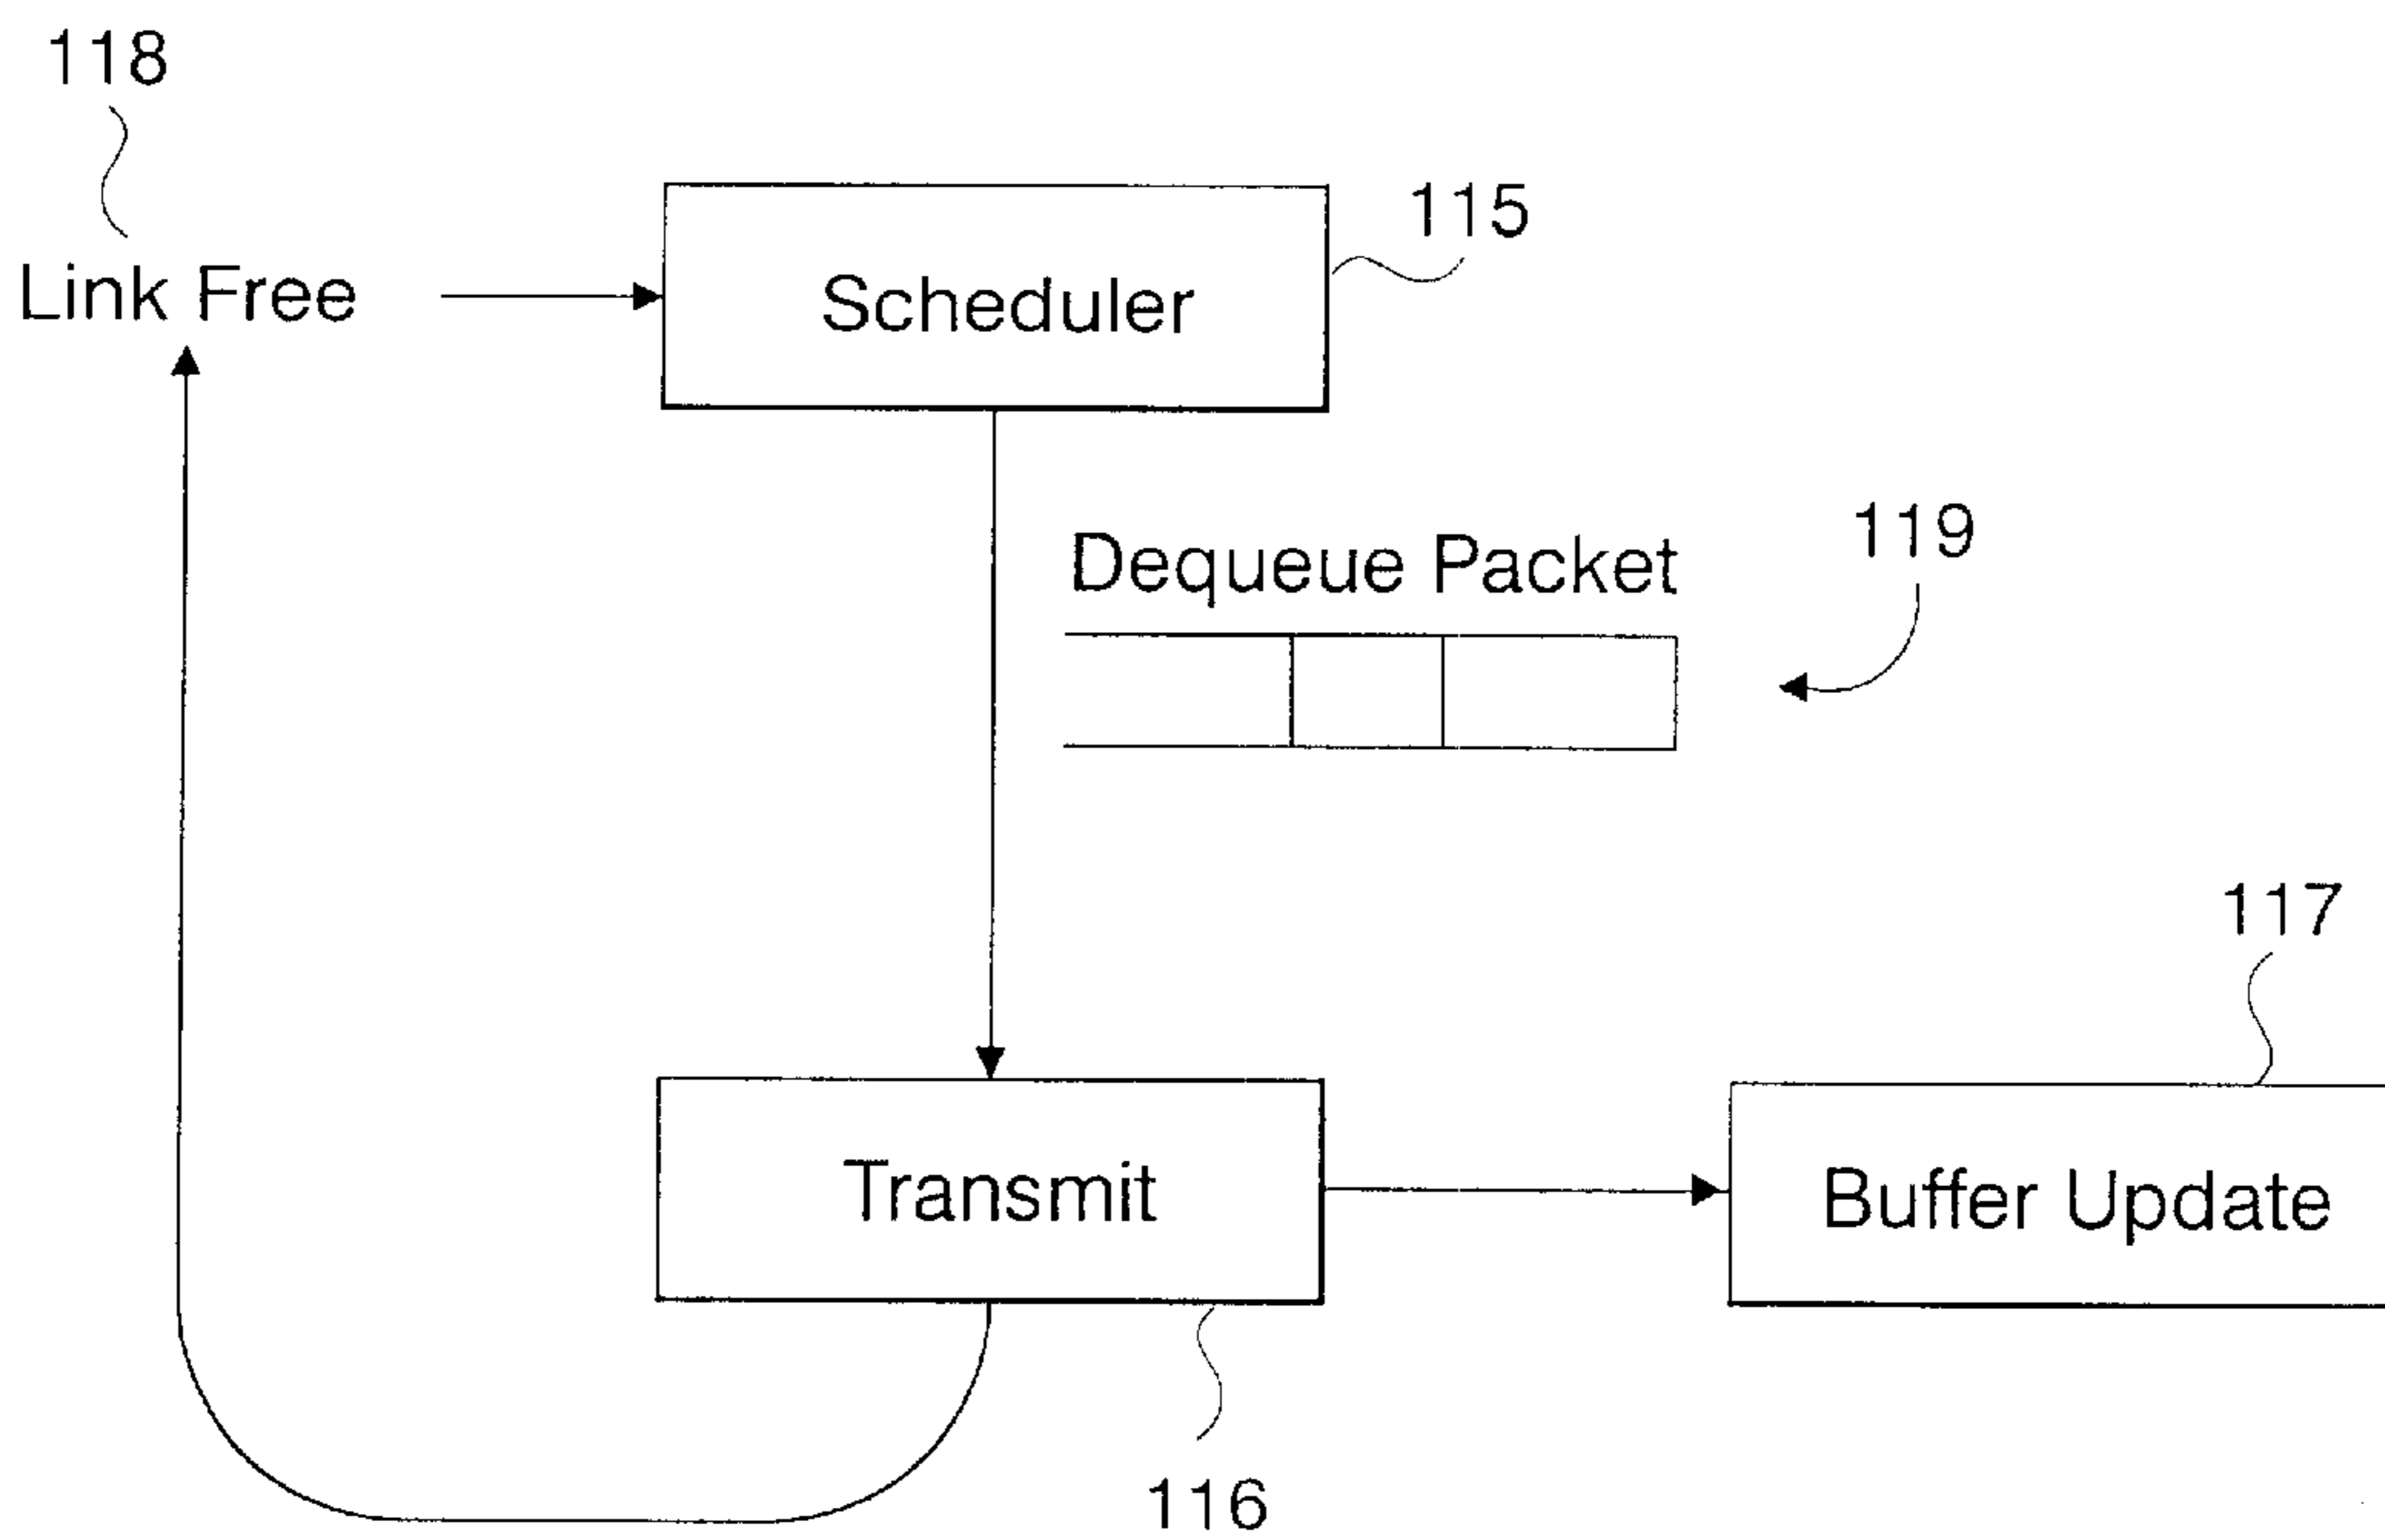 118
115
Link Free
Scheduler
119
Dequeue Packet
117
Transmit
Buffer Update
116